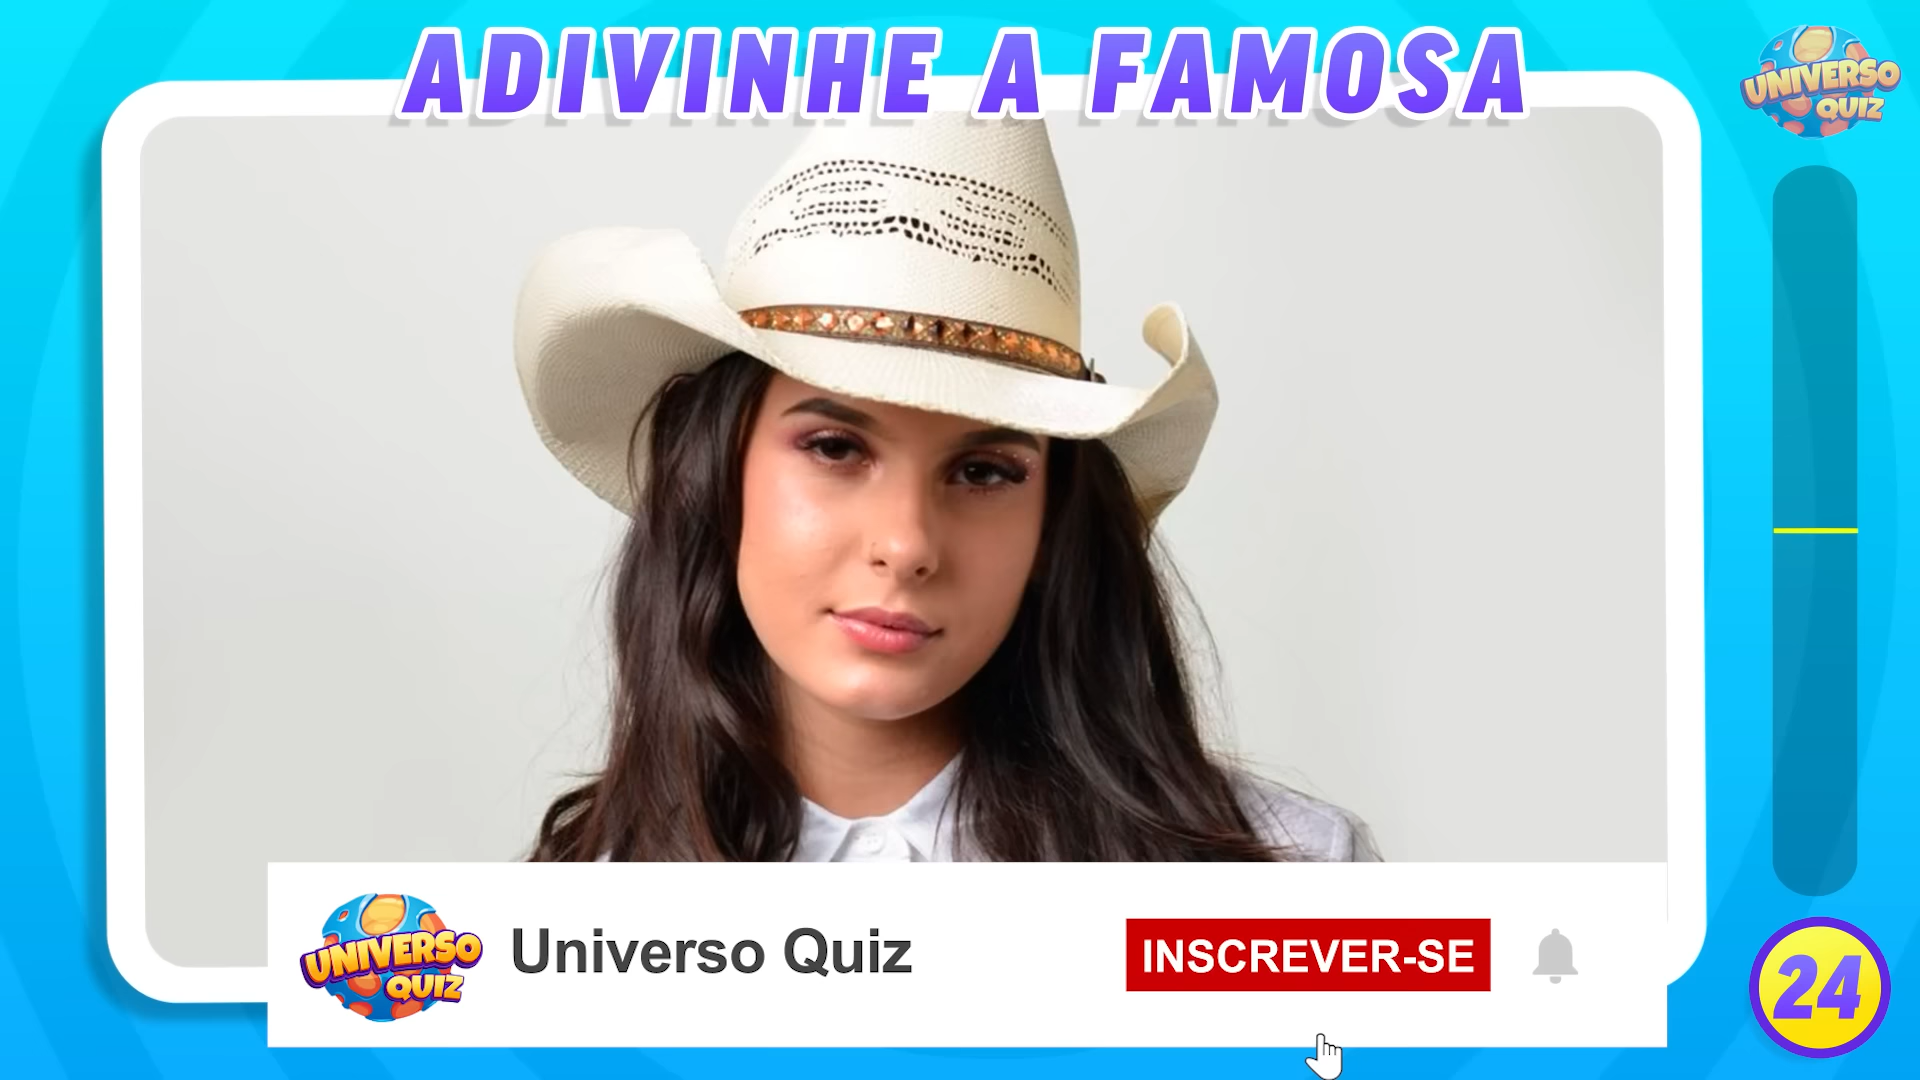 ADIVINHE A FAMOSA
UNIVERSO
QUIZ
UNIVERSO
QUIZ
Universo Quiz
INSCREVER-SE
24